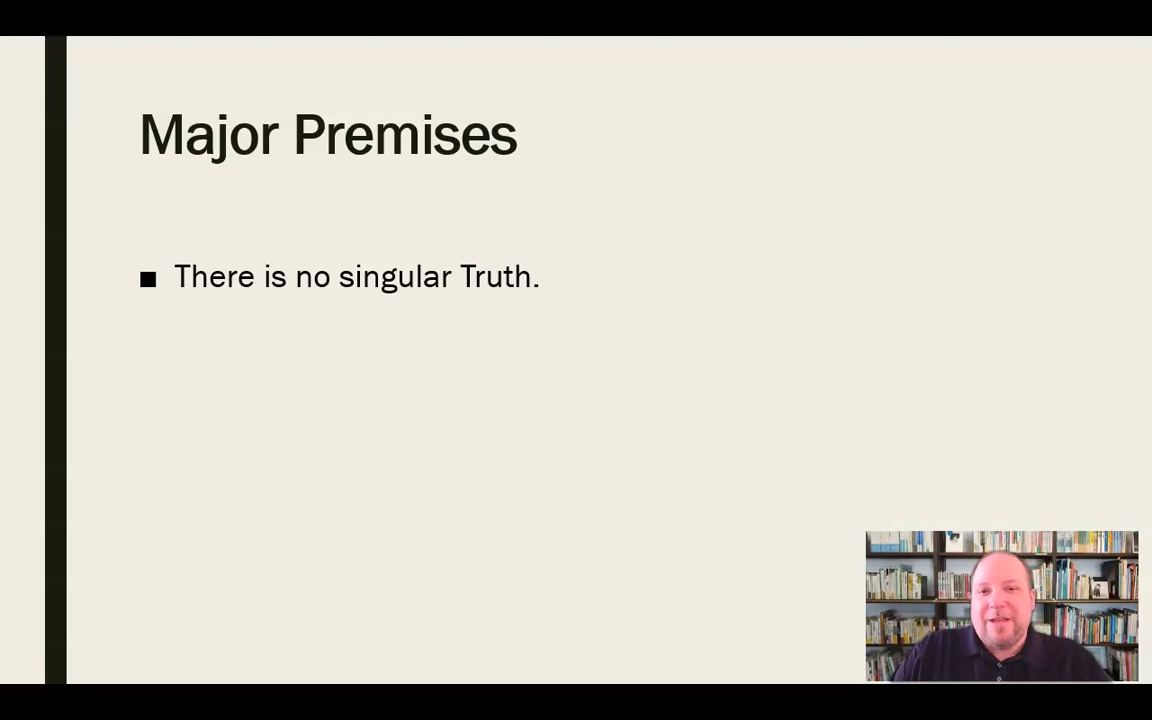 Major Premises
■ There is no singular Truth.